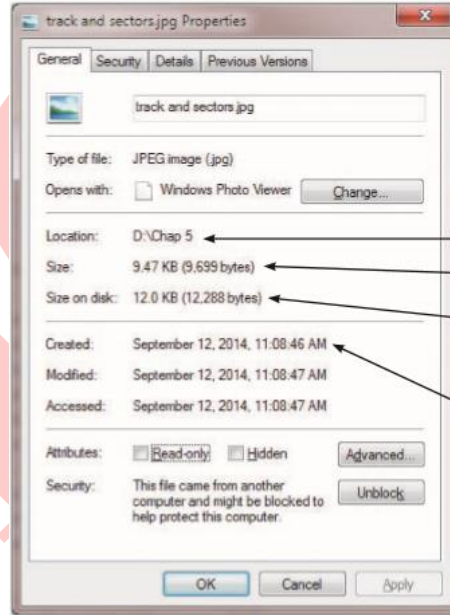 track and sectors.jpg Properties
General Security Details Previous Versions
track and sectors.jpg
Type of file: JPEG image (.jpg)
Opens with: Windows Photo Viewer Change...
Location: D:\Chap 5
Size: 9.47 KB (9,699 bytes)
Size on disk: 12.0 KB (12,288 bytes)
Created: September 12, 2014, 11:08:46 AM
Modified: September 12, 2014, 11:08:47 AM
Accessed: September 12, 2014, 11:08:47 AM
Attributes: Read-only Hidden Advanced...
Security: This file came from another
computer and might be blocked to
help protect this computer.
Unblock
OK Cancel Apply